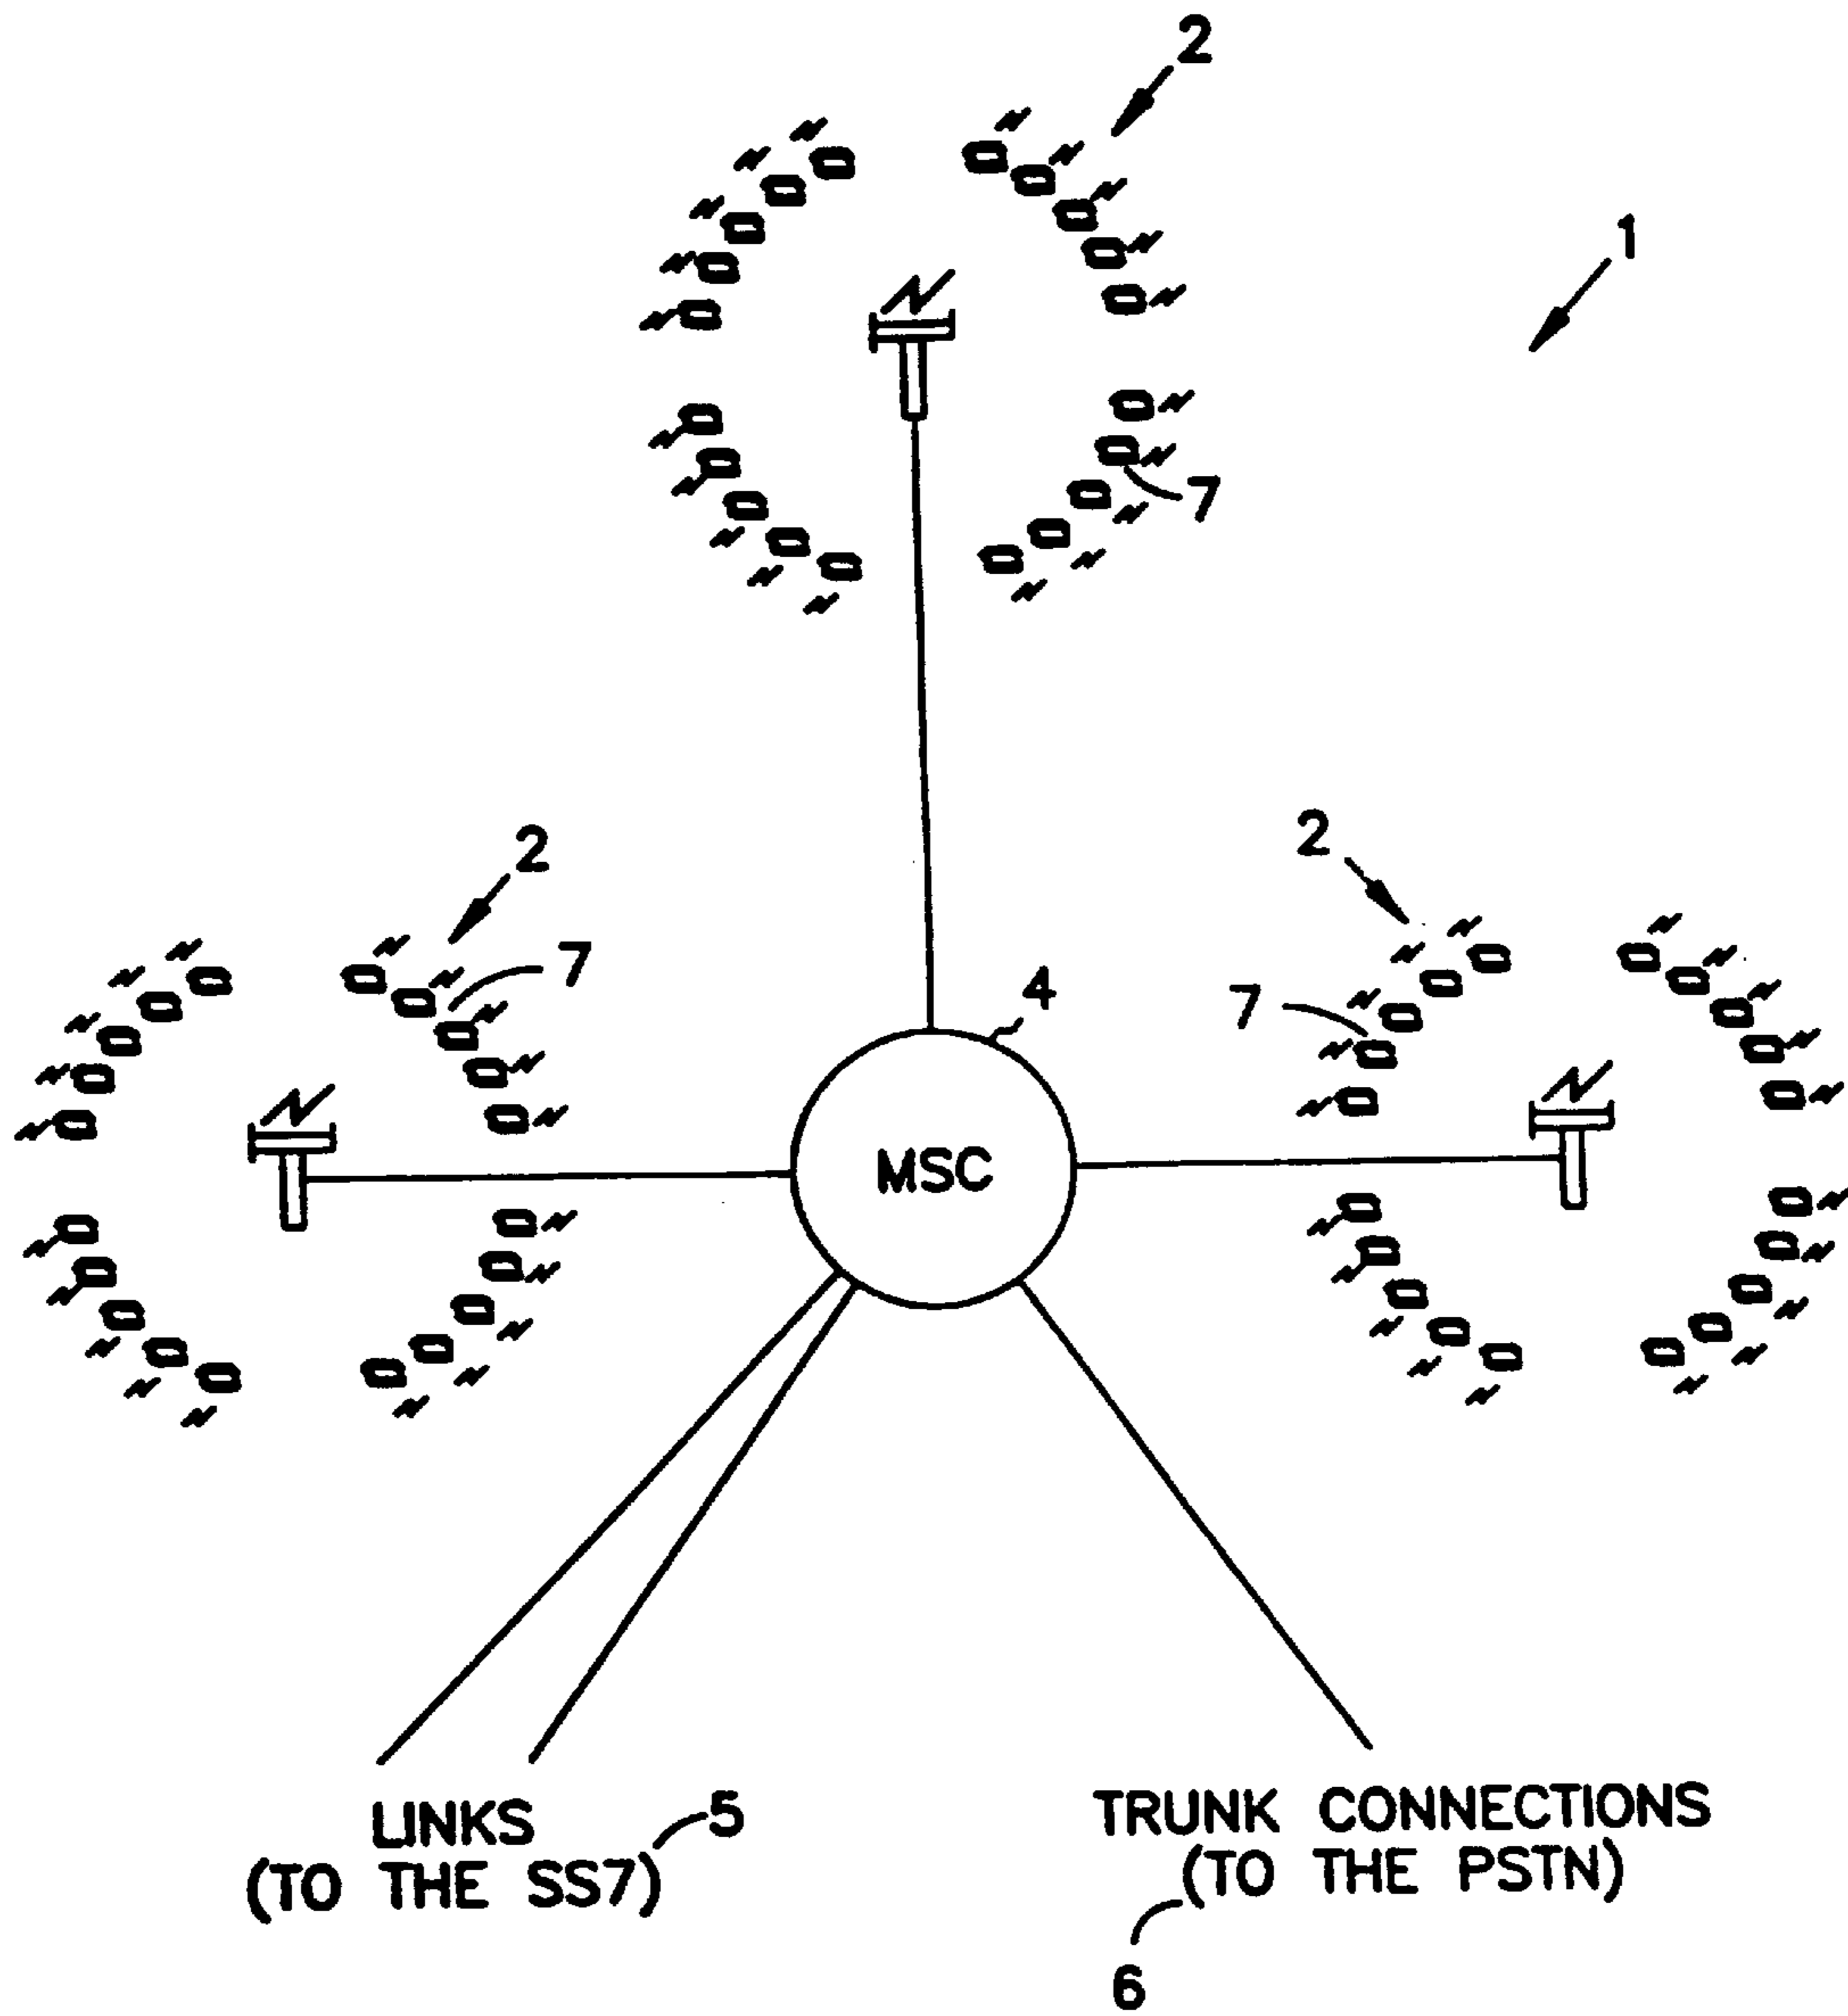 2
1
7
2
2
7
7
4
MSC
LINKS
(TO THE SS7)
5
TRUNK CONNECTIONS
(TO THE PSTN)
6